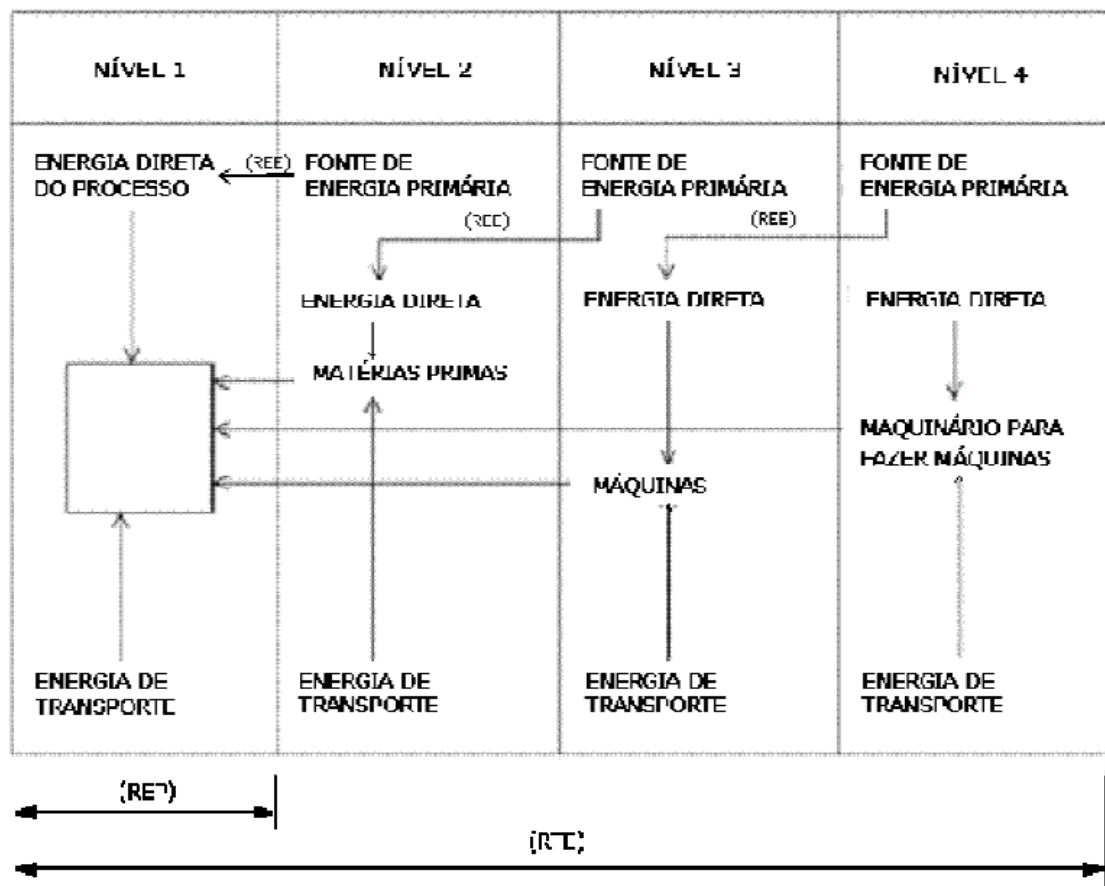 NÍVEL 1
NÍVEL 2
NÍVEL 3
NÍVEL 4
ENERGIA DIRETA
DO PROCESSO
(REE)
FONTE DE
ENERGIA PRIMÁRIA
FONTE DE
ENERGIA PRIMÁRIA
FONTE DE
ENERGIA PRIMÁRIA
(REE)
(REE)
ENERGIA DIRETA
ENERGIA DIRETA
ENERGIA DIRETA
MATÉRIAS PRIMAS
MAQUINÁRIO PARA
FAZER MÁQUINAS
MÁQUINAS
ENERGIA DE
TRANSPORTE
ENERGIA DE
TRANSPORTE
ENERGIA DE
TRANSPORTE
ENERGIA DE
TRANSPORTE